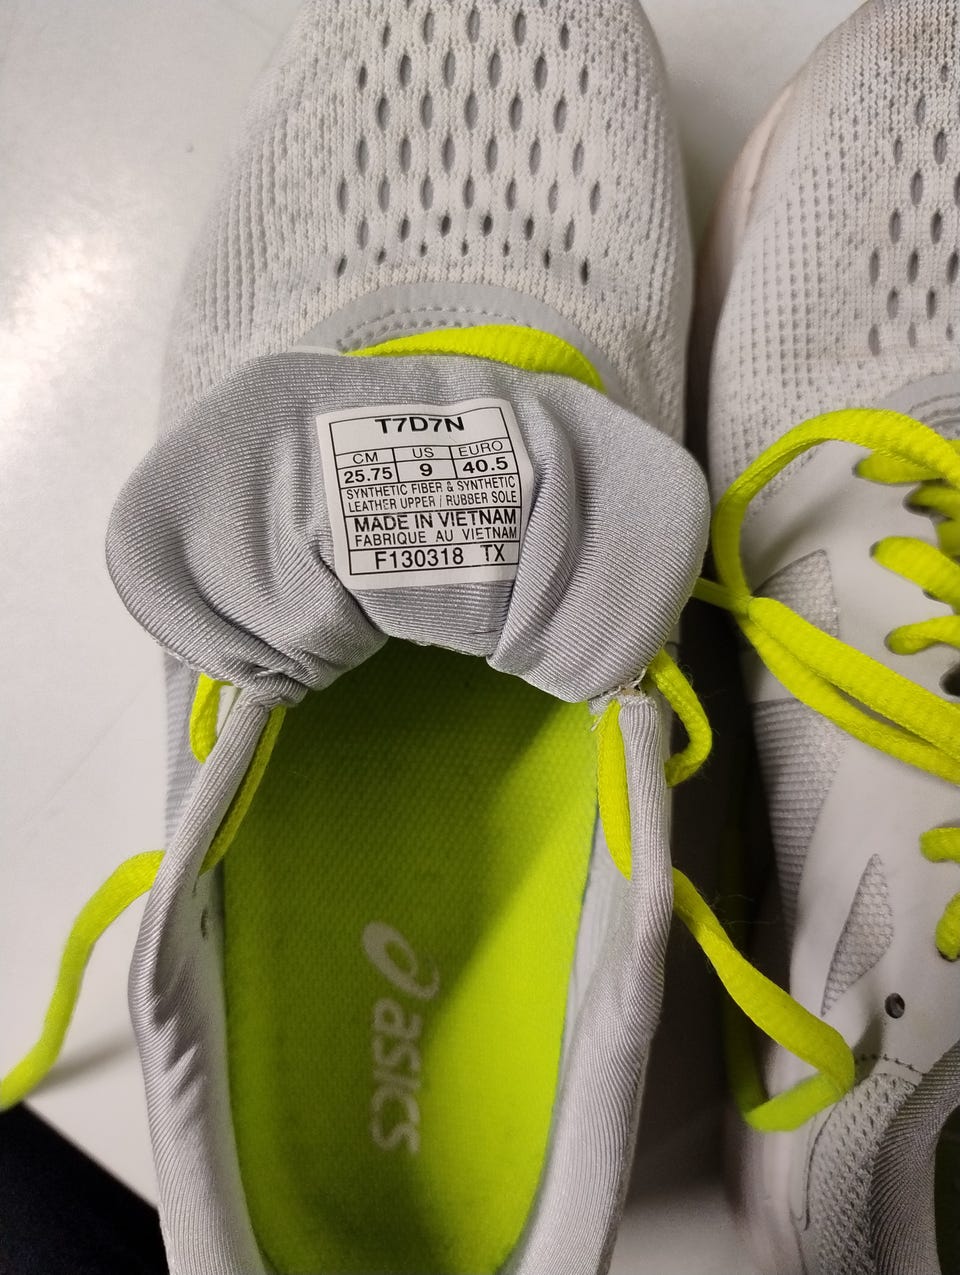 T7D7N
CM US EURO
25.75 9 40.5
SYNTHETIC FIBER & SYNTHETIC
LEATHER UPPER / RUBBER SOLE
MADE IN VIETNAM
FABRIQUE AU VIETNAM
F130318 TX
asics